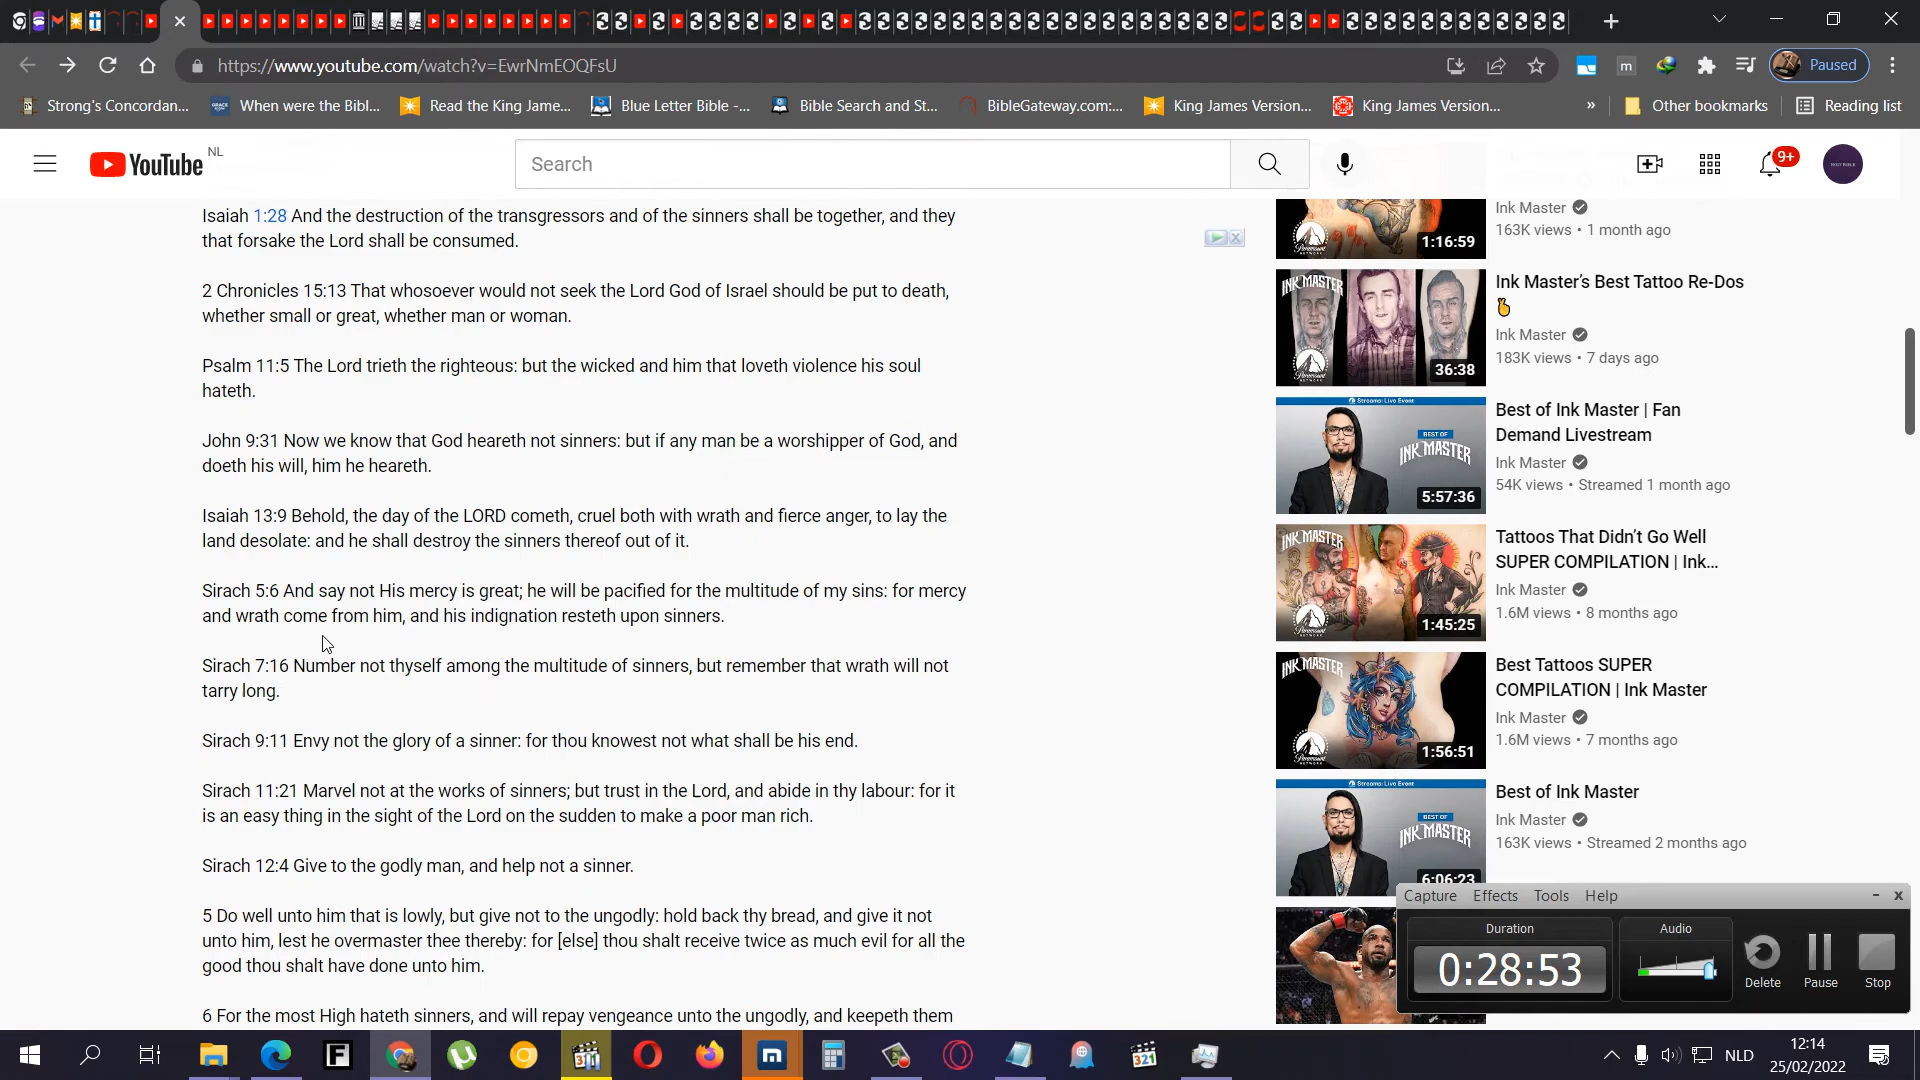 https://www.youtube.com/watch?v=EwrNmEOQFsU
Paused
Strong's Concordan...
When were the Bibl...
Read the King Jame...
Blue Letter Bible -...
Bible Search and St...
BibleGateway.com:...
King James Version...
King James Version...
»
Other bookmarks
Reading list
YouTube NL
Search
9+
Isaiah 1:28 And the destruction of the transgressors and of the sinners shall be together, and they
that forsake the Lord shall be consumed.
2 Chronicles 15:13 That whosoever would not seek the Lord God of Israel should be put to death,
whether small or great, whether man or woman.
Psalm 11:5 The Lord trieth the righteous: but the wicked and him that loveth violence his soul
hateth.
John 9:31 Now we know that God heareth not sinners: but if any man be a worshipper of God, and
doeth his will, him he heareth.
Isaiah 13:9 Behold, the day of the LORD cometh, cruel both with wrath and fierce anger, to lay the
land desolate: and he shall destroy the sinners thereof out of it.
Sirach 5:6 And say not His mercy is great; he will be pacified for the multitude of my sins: for mercy
and wrath come from him, and his indignation resteth upon sinners.
Sirach 7:16 Number not thyself among the multitude of sinners, but remember that wrath will not
tarry long.
Sirach 9:11 Envy not the glory of a sinner: for thou knowest not what shall be his end.
Sirach 11:21 Marvel not at the works of sinners; but trust in the Lord, and abide in thy labour: for it
is an easy thing in the sight of the Lord on the sudden to make a poor man rich.
Sirach 12:4 Give to the godly man, and help not a sinner.
5 Do well unto him that is lowly, but give not to the ungodly: hold back thy bread, and give it not
unto him, lest he overmaster thee thereby: for [else] thou shalt receive twice as much evil for all the
good thou shalt have done unto him.
6 For the most High hateth sinners, and will repay vengeance unto the ungodly, and keepeth them
1:16:59
Ink Master
163K views • 1 month ago
INK MASTER
36:38
Ink Master's Best Tattoo Re-Dos
Ink Master
183K views • 7 days ago
Streams: Live Event
BEST OF
INK MASTER
5:57:36
Best of Ink Master | Fan
Demand Livestream
Ink Master
54K views • Streamed 1 month ago
INK MASTER
1:45:25
Tattoos That Didn't Go Well
SUPER COMPILATION | Ink...
Ink Master
1.6M views • 8 months ago
INK MASTER
1:56:51
Best Tattoos SUPER
COMPILATION | Ink Master
Ink Master
1.6M views • 7 months ago
Streams: Live Event
BEST OF
INK MASTER
6:06:23
Best of Ink Master
Ink Master
163K views • Streamed 2 months ago
Capture Effects Tools Help
Duration
0:28:53
Audio
Delete
Pause
Stop
NLD
12:14
25/02/2022